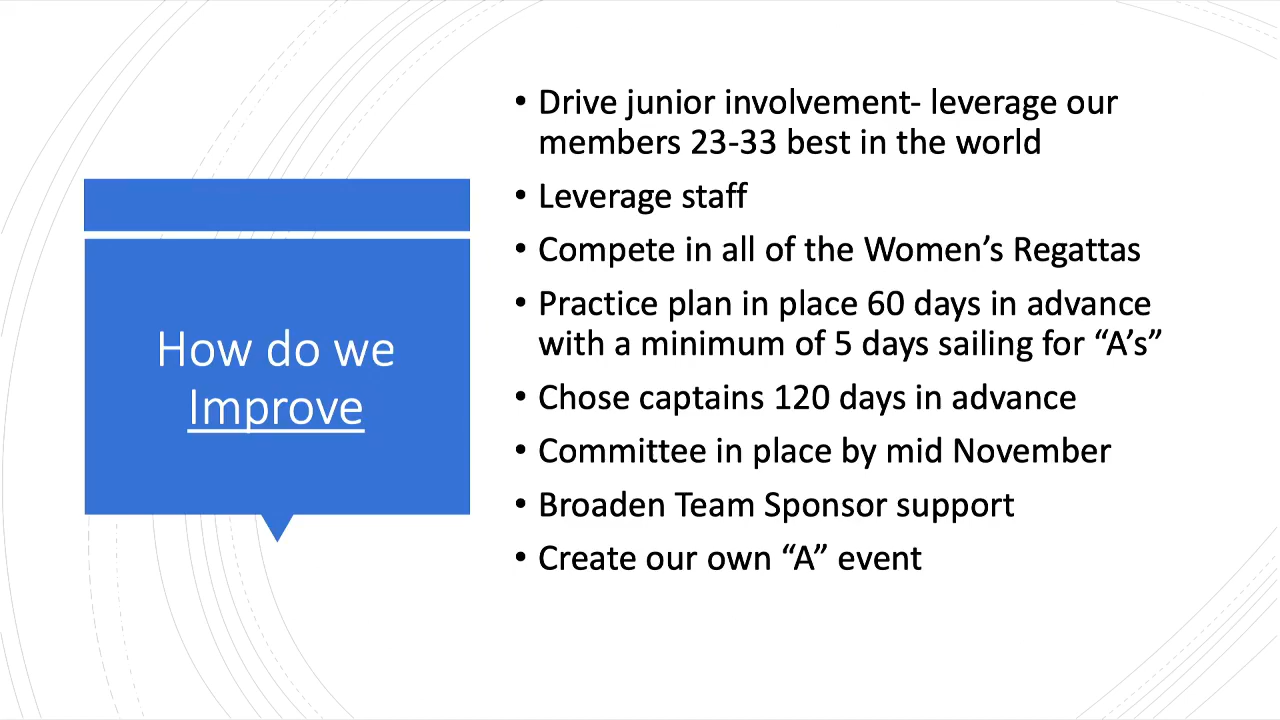 How do we
Improve
• Drive junior involvement- leverage our
members 23-33 best in the world
• Leverage staff
• Compete in all of the Women’s Regattas
• Practice plan in place 60 days in advance
with a minimum of 5 days sailing for “A’s”
• Chose captains 120 days in advance
• Committee in place by mid November
• Broaden Team Sponsor support
• Create our own “A” event